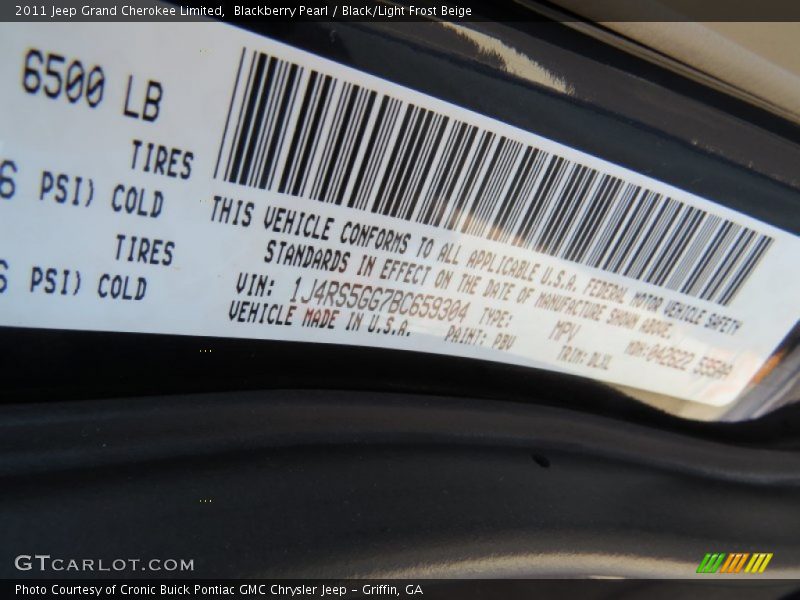 2011 Jeep Grand Cherokee Limited, Blackberry Pearl / Black/Light Frost Beige
6500 LB
TIRES
6 PSI) COLD
TIRES
PSI) COLD
THIS VEHICLE CONFORMS TO ALL APPLICABLE U.S.A. FEDERAL MOTOR VEHICLE SAFETY
STANDARDS IN EFFECT ON THE DATE OF MANUFACTURE SHOWN ABOVE.
VIN: 1J4RS5GG7BC659304 TYPE: MPV
VEHICLE MADE IN U.S.A. PAINT: PBV TRIM: DLXL
GTCARLOT.COM
Photo Courtesy of Cronic Buick Pontiac GMC Chrysler Jeep – Griffin, GA